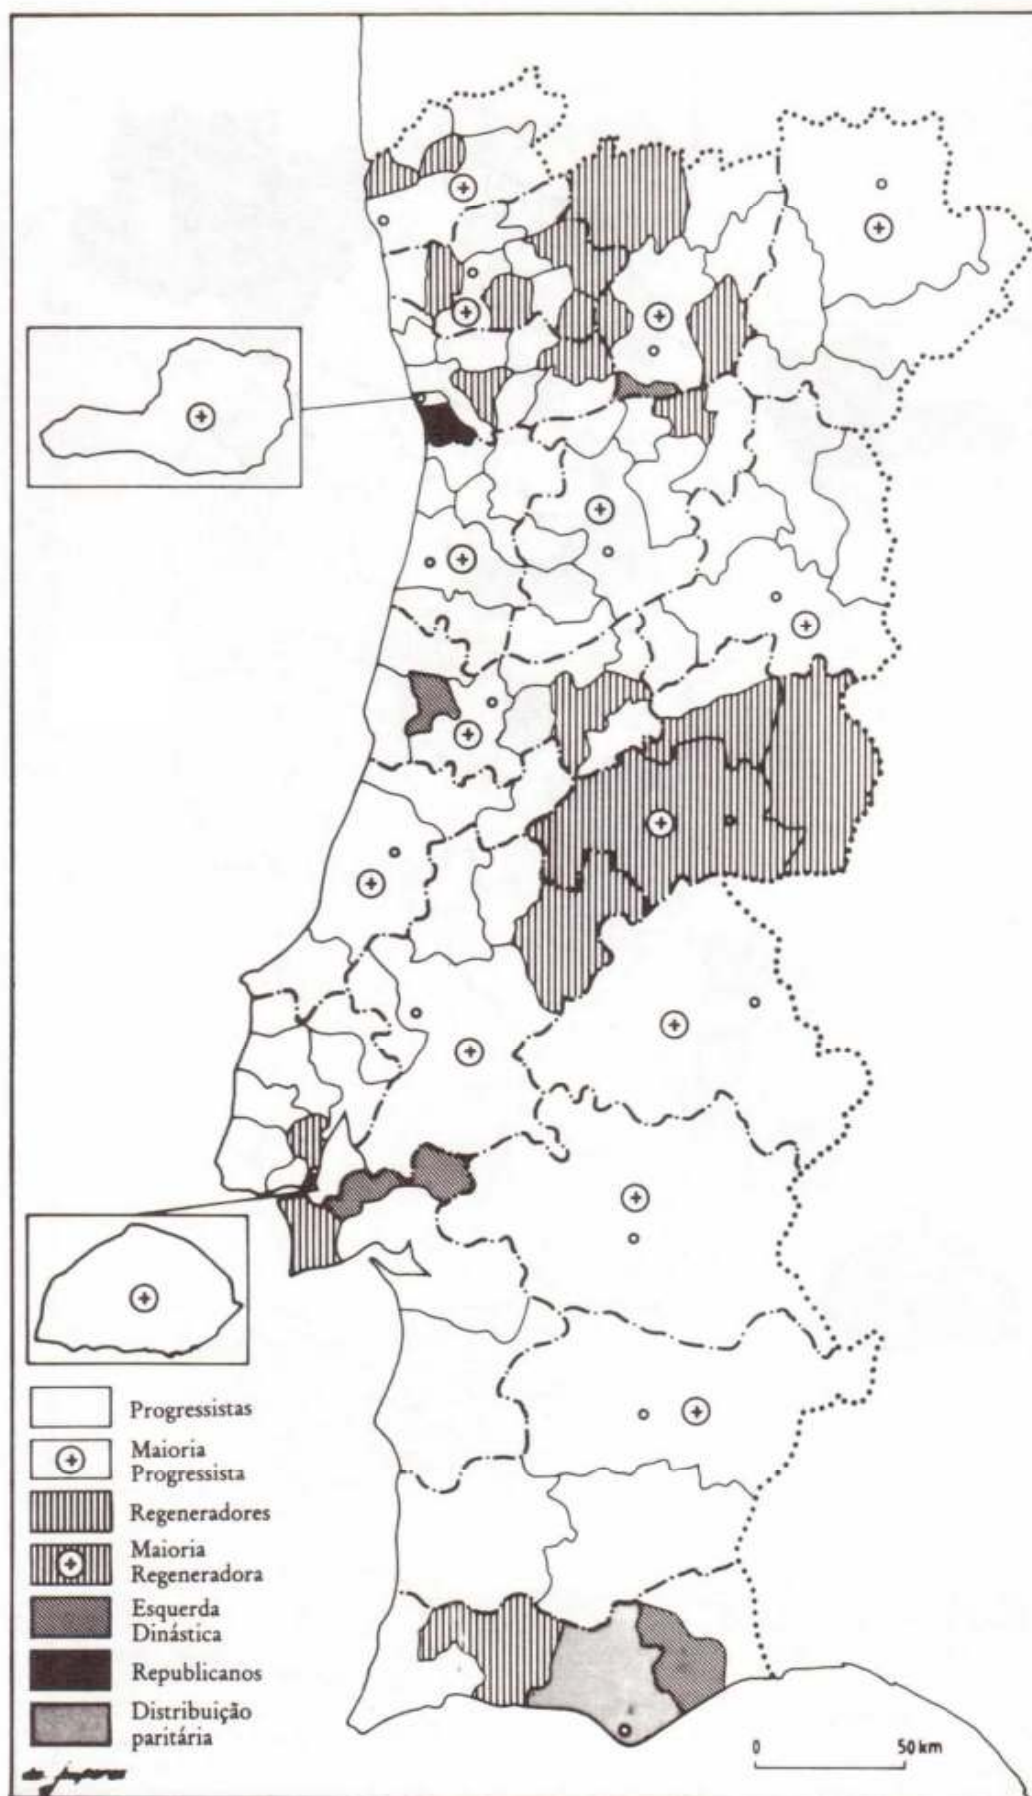 Progressistas
Maioria
Progressista
Regeneradores
Maioria
Regeneradora
Esquerda
Dinástica
Republicanos
Distribuição
paritária
0 50 km